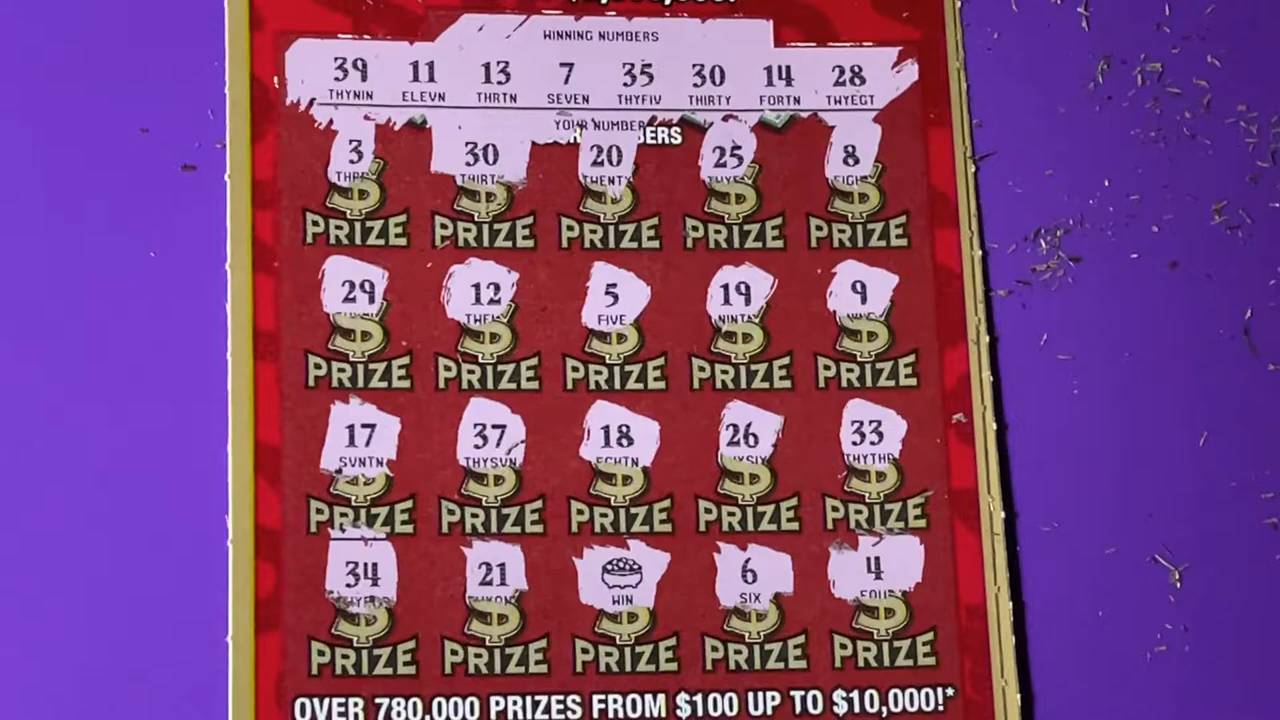 WINNING NUMBERS
39 11 13 7 35 30 14 28
THYNIN ELEVN THRTN SEVEN THYFIV THIRTY FORTN TWYEGT
YOUR NUMBERS
3 30 20 25 8
TWENTY
$ $ $ $ $
PRIZE PRIZE PRIZE PRIZE PRIZE
29 12 5 19 9
FIVE
$ $ $ $ $
PRIZE PRIZE PRIZE PRIZE PRIZE
17 37 18 26 33
SVNTN THYSVN EGHTN
$ $ $ $ $
PRIZE PRIZE PRIZE PRIZE PRIZE
34 21 6 4
WIN SIX
$ $ $ $ $
PRIZE PRIZE PRIZE PRIZE PRIZE
OVER 780,000 PRIZES FROM $100 UP TO $10,000!*